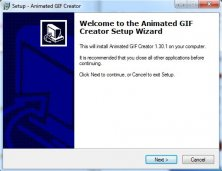 Setup - Animated GIF Creator
Welcome to the Animated GIF
Creator Setup Wizard
This will install Animated GIF Creator 1.30.1 on your computer.
It is recommended that you close all other applications before
continuing.
Click Next to continue, or Cancel to exit Setup.
Next >
Cancel